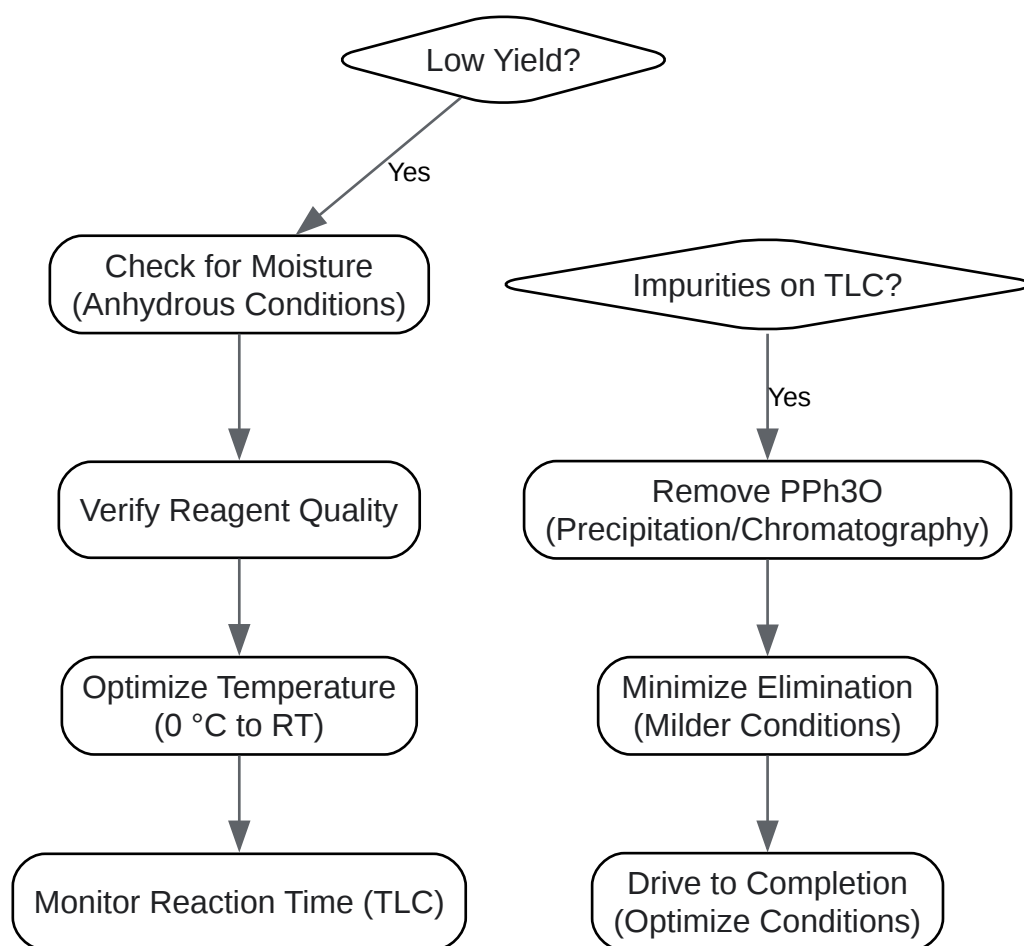 Low Yield?
Yes
Check for Moisture
(Anhydrous Conditions)
Impurities on TLC?
Yes
Verify Reagent Quality
Remove PPh3O
(Precipitation/Chromatography)
Optimize Temperature
(0 °C to RT)
Minimize Elimination
(Milder Conditions)
Monitor Reaction Time (TLC)
Drive to Completion
(Optimize Conditions)